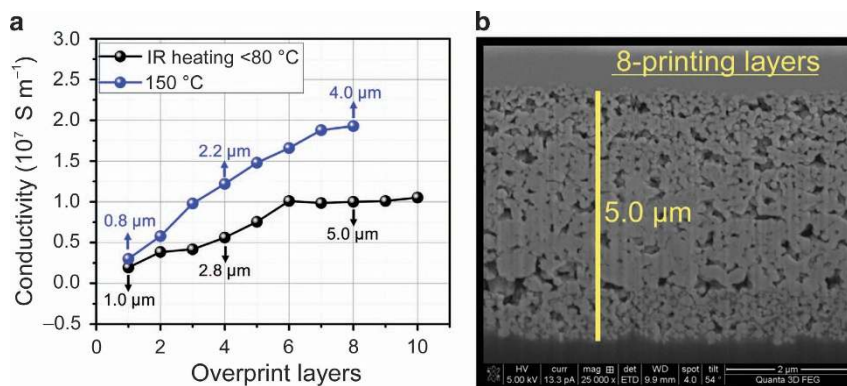 a
3.0
2.5
2.0
1.5
1.0
0.5
0.0
–0.5
Conductivity (10⁷ S m⁻¹)
IR heating <80 °C
150 °C
4.0 µm
2.2 µm
0.8 µm
1.0 µm
2.8 µm
5.0 µm
0 2 4 6 8 10
Overprint layers
b
8-printing layers
5.0 µm
HV curr mag ⊞ det WD spot tilt 2 µm
5.00 kV 13.3 pA 25 000 x ETD 9.9 mm 4.0 54 ° Quanta 3D FEG